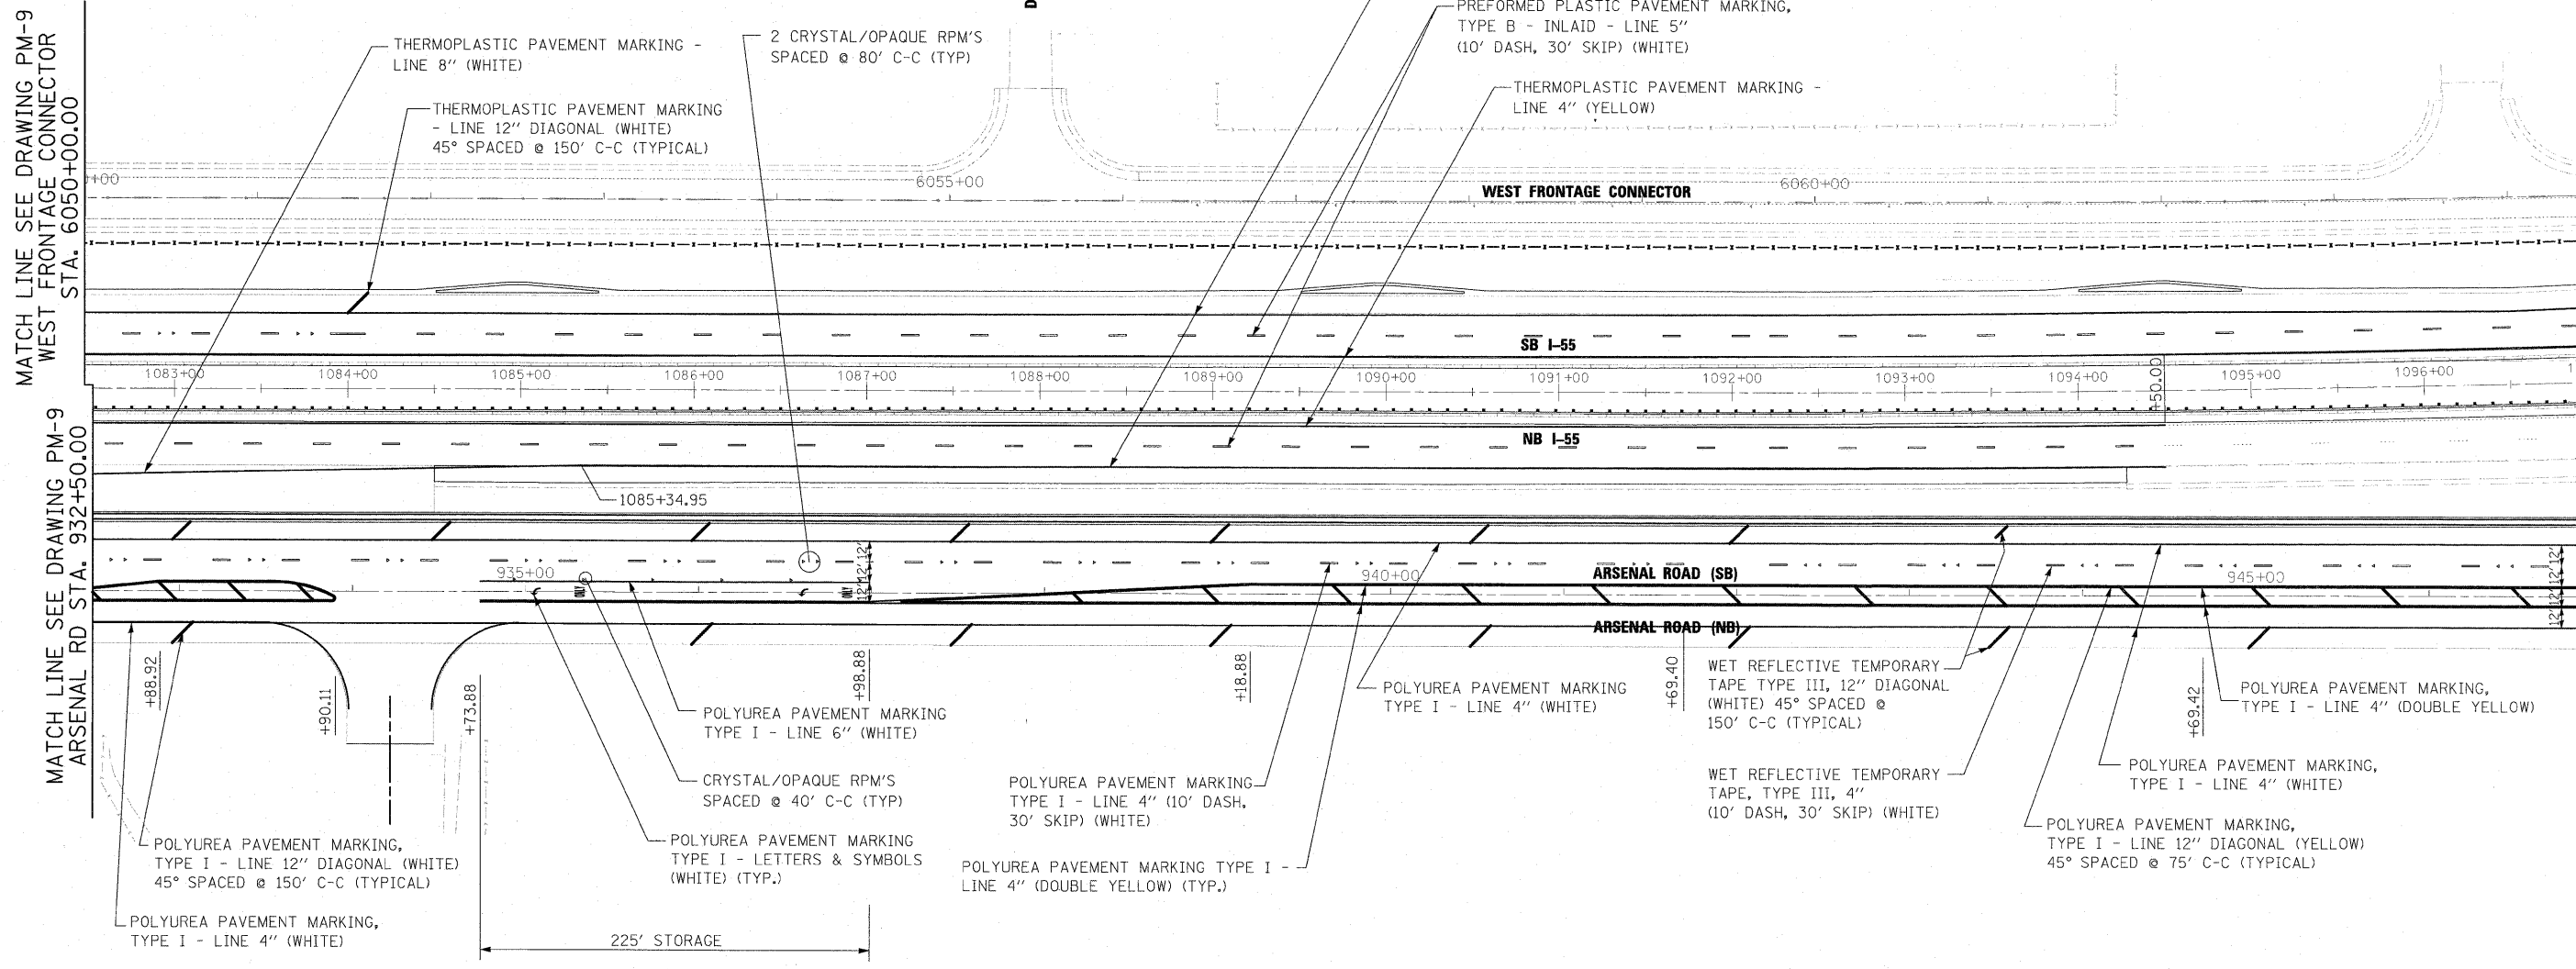 MATCH LINE SEE DRAWING PM-9
WEST FRONTAGE CONNECTOR
STA. 6050+00.00
THERMOPLASTIC PAVEMENT MARKING -
LINE 8" (WHITE)
THERMOPLASTIC PAVEMENT MARKING
- LINE 12" DIAGONAL (WHITE)
45° SPACED @ 150' C-C (TYPICAL)
2 CRYSTAL/OPAQUE RPM'S
SPACED @ 80' C-C (TYP)
PREFORMED PLASTIC PAVEMENT MARKING,
TYPE B - INLAID - LINE 5"
(10' DASH, 30' SKIP) (WHITE)
THERMOPLASTIC PAVEMENT MARKING -
LINE 4" (YELLOW)
+00
6055+00
WEST FRONTAGE CONNECTOR
6060+00
SB I-55
1083+00
1084+00
1085+00
1086+00
1087+00
1088+00
1089+00
1090+00
1091+00
1092+00
1093+00
1094+00
+50.00
1095+00
1096+00
NB I-55
1085+34.95
MATCH LINE SEE DRAWING PM-9
ARSENAL RD STA. 932+50.00
935+00
ONLY
ONLY
12' 12' 12' 12'
ARSENAL ROAD (SB)
940+00
945+00
12' 12' 12' 12'
ARSENAL ROAD (NB)
+88.92
+90.11
+73.88
+98.88
+18.88
+69.40
+69.42
POLYUREA PAVEMENT MARKING
TYPE I - LINE 6" (WHITE)
CRYSTAL/OPAQUE RPM'S
SPACED @ 40' C-C (TYP)
POLYUREA PAVEMENT MARKING
TYPE I - LETTERS & SYMBOLS
(WHITE) (TYP.)
POLYUREA PAVEMENT MARKING
TYPE I - LINE 4" (WHITE)
POLYUREA PAVEMENT MARKING
TYPE I - LINE 4" (10' DASH,
30' SKIP) (WHITE)
POLYUREA PAVEMENT MARKING TYPE I -
LINE 4" (DOUBLE YELLOW) (TYP.)
WET REFLECTIVE TEMPORARY
TAPE TYPE III, 12" DIAGONAL
(WHITE) 45° SPACED @
150' C-C (TYPICAL)
WET REFLECTIVE TEMPORARY
TAPE, TYPE III, 4"
(10' DASH, 30' SKIP) (WHITE)
POLYUREA PAVEMENT MARKING,
TYPE I - LINE 4" (DOUBLE YELLOW)
POLYUREA PAVEMENT MARKING,
TYPE I - LINE 4" (WHITE)
POLYUREA PAVEMENT MARKING,
TYPE I - LINE 12" DIAGONAL (YELLOW)
45° SPACED @ 75' C-C (TYPICAL)
POLYUREA PAVEMENT MARKING,
TYPE I - LINE 12" DIAGONAL (WHITE)
45° SPACED @ 150' C-C (TYPICAL)
POLYUREA PAVEMENT MARKING,
TYPE I - LINE 4" (WHITE)
225' STORAGE